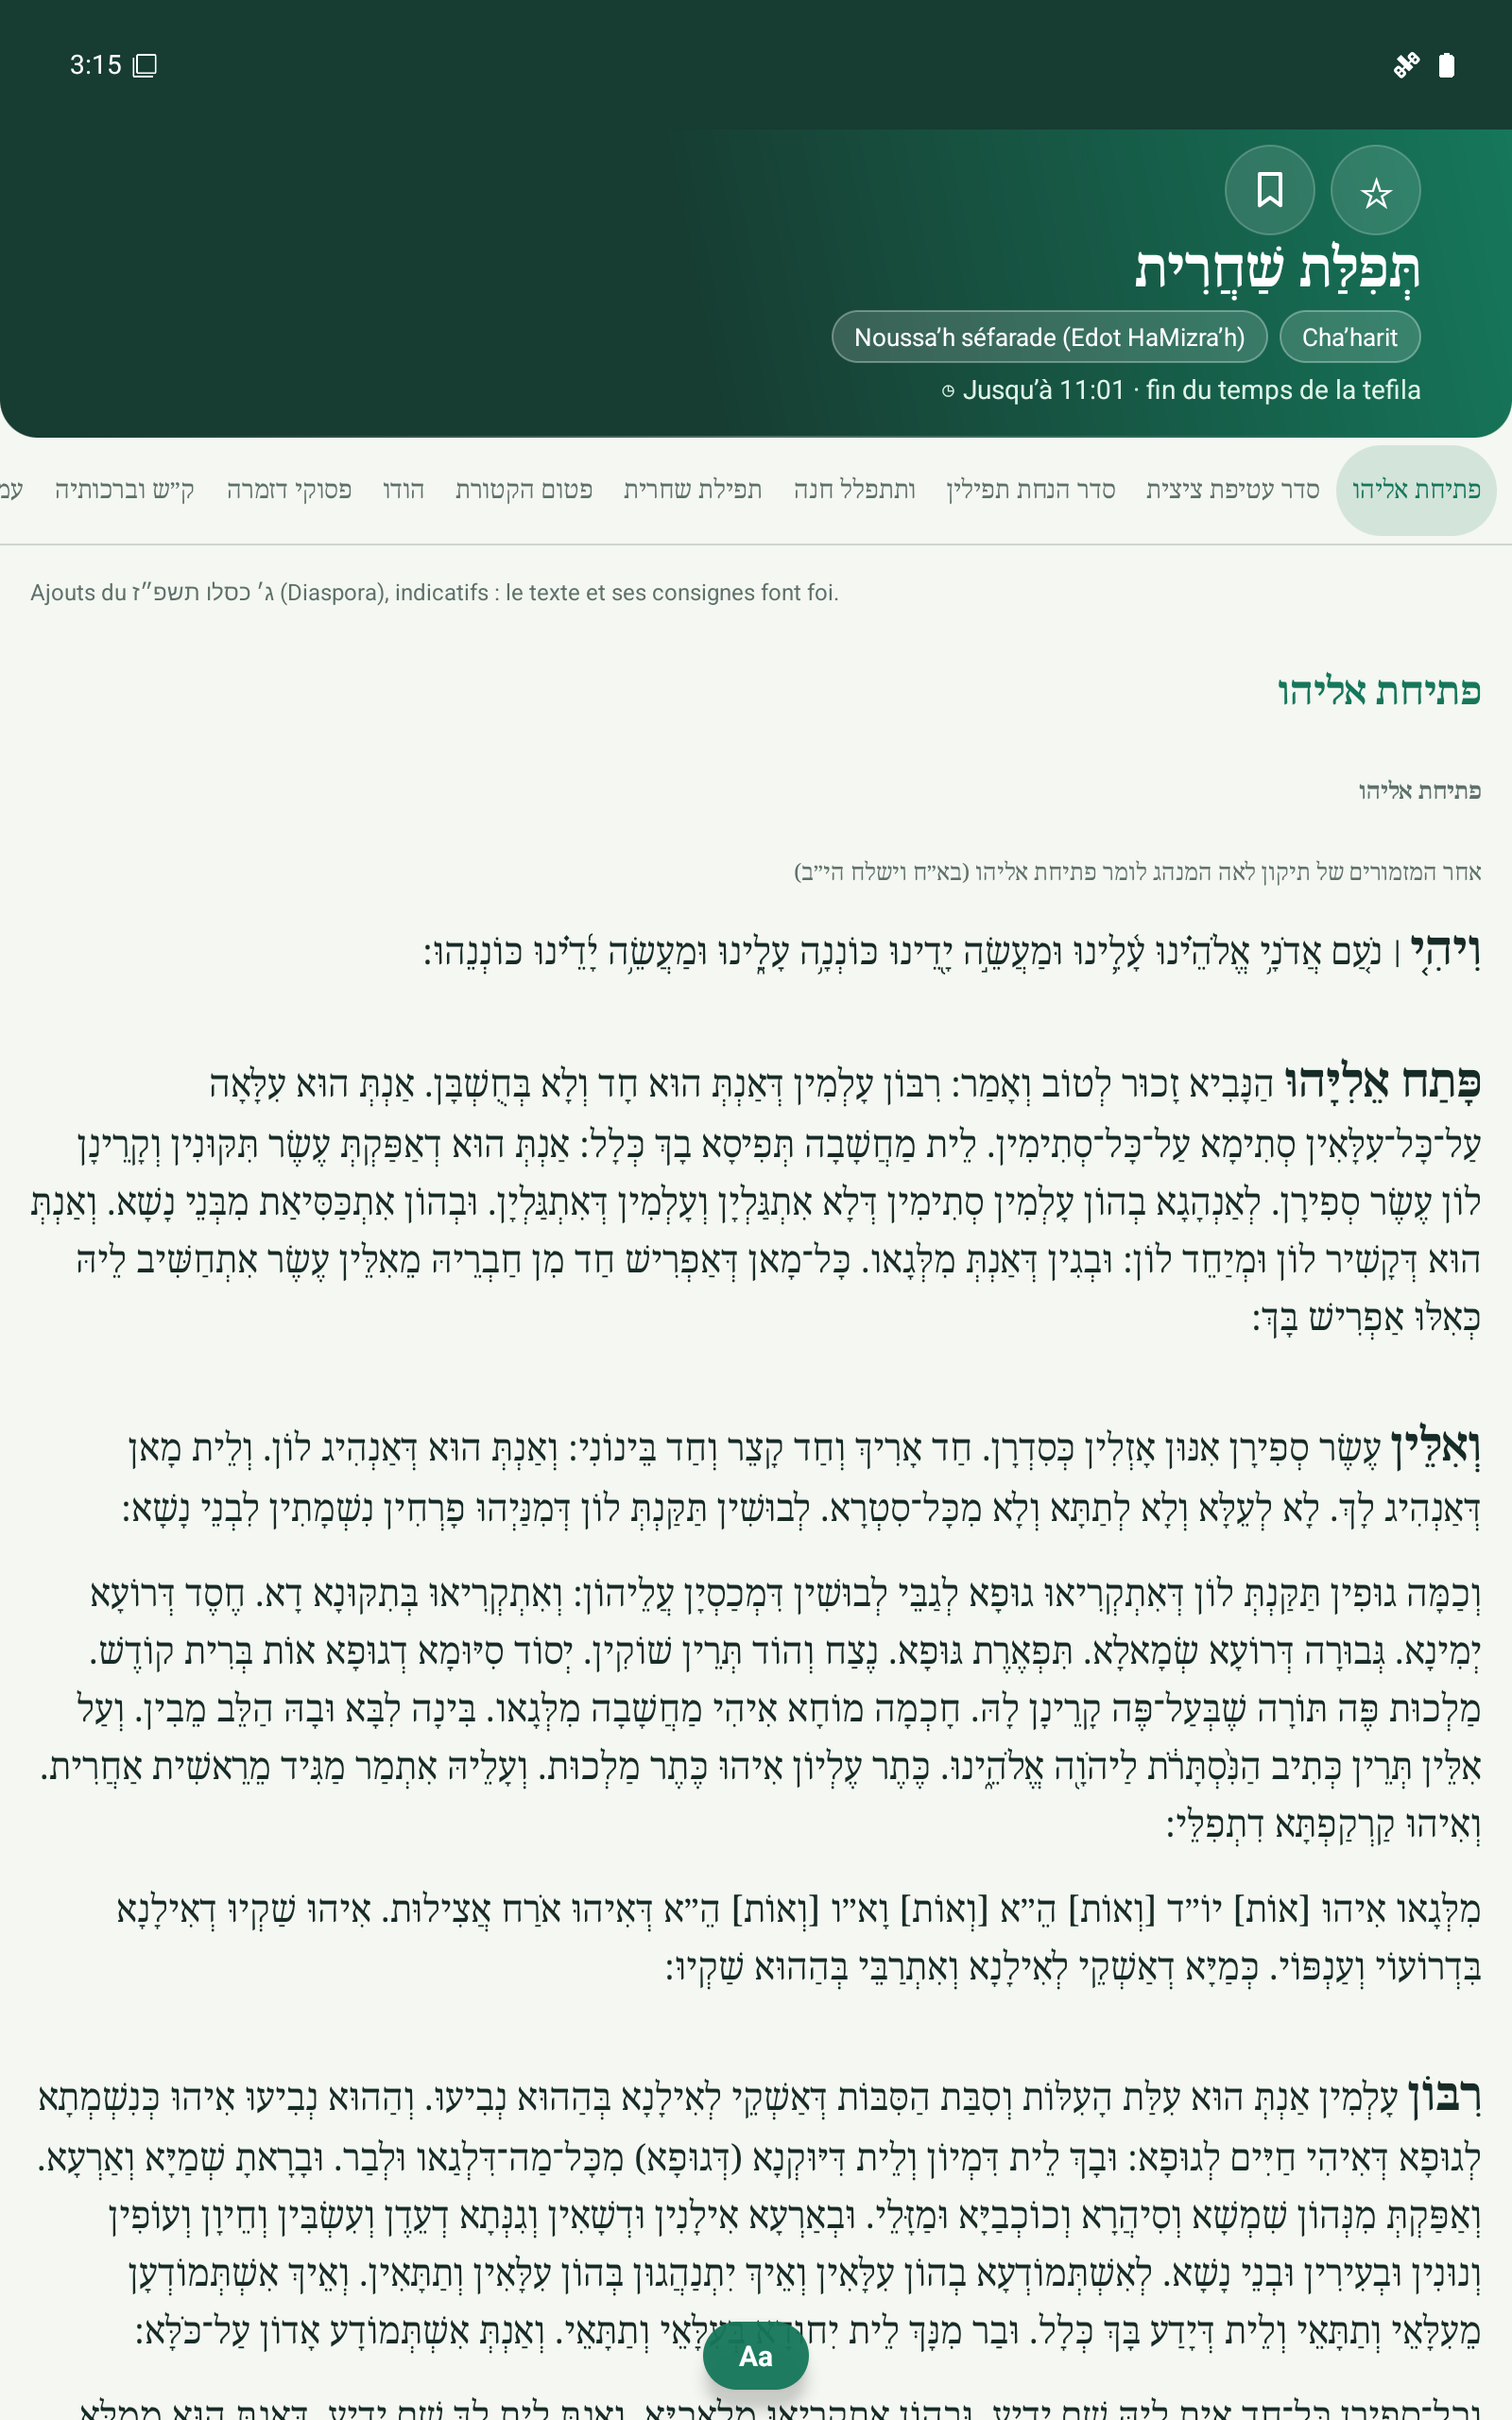 3:15
תְּפִלַּת שַׁחֲרִית
Noussa’h séfarade (Edot HaMizra’h) Cha’harit
Jusqu’à 11:01 · fin du temps de la tefila
פתיחת אליהו סדר עטיפת ציצית סדר הנחת תפילין ותתפלל חנה תפילת שחרית פטום הקטורת הודו פסוקי דזמרה ק״ש וברכותיה עמ
Ajouts du ג׳ כסלו תשפ״ז (Diaspora), indicatifs : le texte et ses consignes font foi.
פתיחת אליהו
פתיחת אליהו
אחר המזמורים של תיקון לאה המנהג לומר פתיחת אליהו (בא״ח וישלח הי״ב)
וִיהִ֤י ׀ נֹ֤עַם אֲדֹנָ֥י אֱלֹהֵ֗ינוּ עָ֫לֵ֥ינוּ וּמַעֲשֵׂ֣ה יָ֭דֵינוּ כּוֹנְנָ֥ה עָלֵ֑ינוּ וּמַעֲשֵׂ֥ה יָ֝דֵ֗ינוּ כּוֹנְנֵֽהוּ:
פָּתַח אֵלִיָּהוּ הַנָּבִיא זָכוּר לְטוֹב וְאָמַר: רִבּוֹן עָלְמִין דְּאַנְתְּ הוּא חָד וְלָא בְּחֻשְׁבָּן. אַנְתְּ הוּא עִלָּאָה
עַל־כָּל־עִלָּאִין סְתִימָא עַל־כָּל־סְתִימִין. לֵית מַחֲשָׁבָה תְּפִיסָא בָךְ כְּלָל: אַנְתְּ הוּא דְאַפַּקְתְּ עֶשֶׂר תִּקּוּנִין וְקָרֵינָן
לוֹן עֶשֶׂר סְפִירָן. לְאַנְהָגָא בְהוֹן עָלְמִין סְתִימִין דְּלָא אִתְגַּלְיָן וְעָלְמִין דְּאִתְגַּלְיָן. וּבְהוֹן אִתְכַּסִּיאַת מִבְּנֵי נָשָׁא. וְאַנְתְּ
הוּא דְּקָשִׁיר לוֹן וּמְיַחֵד לוֹן: וּבְגִין דְּאַנְתְּ מִלְּגָאו. כָּל־מָאן דְּאַפְרִישׁ חַד מִן חַבְרֵיהּ מֵאִלֵּין עֶשֶׂר אִתְחַשִּׁיב לֵיהּ
כְּאִלּוּ אַפְרִישׁ בָּךְ:
וְאִלֵּין עֶשֶׂר סְפִירָן אִנּוּן אָזְלִין כְּסִדְרָן. חַד אָרִיךְ וְחַד קָצֵר וְחַד בֵּינוֹנִי: וְאַנְתְּ הוּא דְּאַנְהִיג לוֹן. וְלֵית מָאן
דְּאַנְהִיג לָךְ. לָא לְעֵלָּא וְלָא לְתַתָּא וְלָא מִכָּל־סִטְרָא. לְבוּשִׁין תַּקַּנְתְּ לוֹן דְּמִנַּיְהוּ פָרְחִין נִשְׁמָתִין לִבְנֵי נָשָׁא:
וְכַמָּה גוּפִין תַּקַּנְתְּ לוֹן דְּאִתְקְרִיאוּ גוּפָא לְגַבֵּי לְבוּשִׁין דִּמְכַסְיָן עֲלֵיהוֹן: וְאִתְקְרִיאוּ בְּתִקּוּנָא דָא. חֶסֶד דְּרוֹעָא
יְמִינָא. גְּבוּרָה דְּרוֹעָא שְׂמָאלָא. תִּפְאֶרֶת גּוּפָא. נֶצַח וְהוֹד תְּרֵין שׁוֹקִין. יְסוֹד סִיּוּמָא דְגוּפָא אוֹת בְּרִית קוֹדֶשׁ.
מַלְכוּת פֶּה תּוֹרָה שֶׁבְּעַל־פֶּה קָרֵינָן לָהּ. חָכְמָה מוֹחָא אִיהִי מַחֲשָׁבָה מִלְּגָאו. בִּינָה לִבָּא וּבָהּ הַלֵּב מֵבִין. וְעַל
אִלֵּין תְּרֵין כְּתִיב הַנִּ֨סְתָּרֹ֔ת לַיהֹוָ֖ה אֱלֹהֵ֑ינוּ. כֶּתֶר עֶלְיוֹן אִיהוּ כֶּתֶר מַלְכוּת. וְעָלֵיהּ אִתְמַר מַגִּיד מֵרֵאשִׁית אַחֲרִית.
וְאִיהוּ קַרְקַפְתָּא דִתְפִלֵּי:
מִלְּגָאו אִיהוּ [אוֹת] יוֹ״ד [וְאוֹת] הֵ״א [וְאוֹת] וָא״ו [וְאוֹת] הֵ״א דְּאִיהוּ אֹרַח אֲצִילוּת. אִיהוּ שַׁקְיוּ דְאִילָנָא
בִּדְרוֹעוֹי וְעַנְפּוֹי. כְּמַיָּא דְאַשְׁקֵי לְאִילָנָא וְאִתְרַבֵּי בְּהַהוּא שַׁקְיוּ:
רִבּוֹן עָלְמִין אַנְתְּ הוּא עִלַּת הָעִלּוֹת וְסִבַּת הַסִּבּוֹת דְּאַשְׁקֵי לְאִילָנָא בְּהַהוּא נְבִיעוּ. וְהַהוּא נְבִיעוּ אִיהוּ כְּנִשְׁמְתָא
לְגוּפָא דְּאִיהִי חַיִּים לְגוּפָא: וּבָךְ לֵית דִּמְיוֹן וְלֵית דִּיּוּקְנָא (דְּגוּפָא) מִכָּל־מַה־דִּלְגַאו וּלְבַר. וּבָרָאתָ שְׁמַיָּא וְאַרְעָא.
וְאַפַּקְתְּ מִנְּהוֹן שִׁמְשָׁא וְסִיהֲרָא וְכוֹכְבַיָּא וּמַזָּלֵי. וּבְאַרְעָא אִילָנִין וּדְשָׁאִין וְגִנְּתָא דְעֵדֶן וְעִשְׂבִּין וְחֵיוָן וְעוֹפִין
וְנוּנִין וּבְעִירִין וּבְנֵי נָשָׁא. לְאִשְׁתְּמוֹדְעָא בְהוֹן עִלָּאִין וְאֵיךְ יִתְנַהֲגוּן בְּהוֹן עִלָּאִין וְתַתָּאִין. וְאֵיךְ אִשְׁתְּמוֹדְעָן
מֵעִלָּאֵי וְתַתָּאֵי וְלֵית דְּיָדַע בָּךְ כְּלָל. וּבַר מִנָּךְ לֵית יִחוּדָא בְּעִלָּאֵי וְתַתָּאֵי. וְאַנְתְּ אִשְׁתְּמוֹדָע אָדוֹן עַל־כֹּלָּא:
Aa